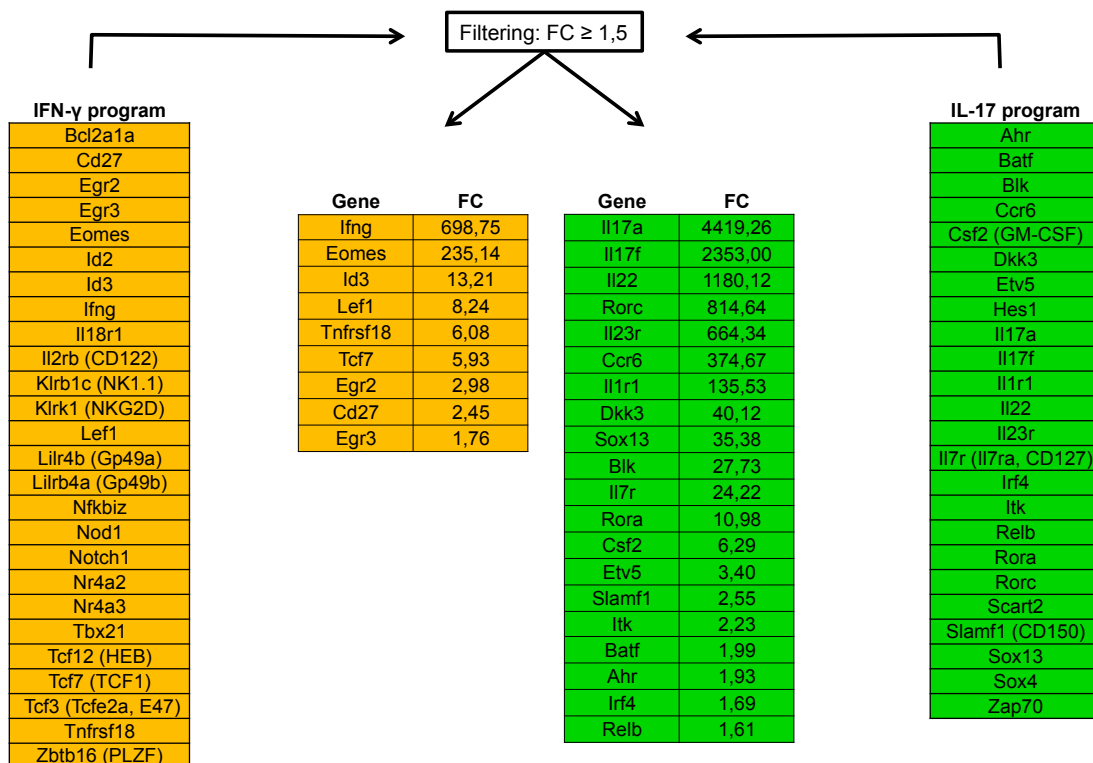 Filtering: FC ≥ 1,5
IFN-γ program
Bcl2a1a
Cd27
Egr2
Egr3
Eomes
Id2
Id3
Ifng
Il18r1
Il2rb (CD122)
Klrb1c (NK1.1)
Klrk1 (NKG2D)
Lef1
Lilr4b (Gp49a)
Lilrb4a (Gp49b)
Nfkbiz
Nod1
Notch1
Nr4a2
Nr4a3
Tbx21
Tcf12 (HEB)
Tcf7 (TCF1)
Tcf3 (Tcfe2a, E47)
Tnfrsf18
Zbtb16 (PLZF)
Gene FC
Ifng 698,75
Eomes 235,14
Id3 13,21
Lef1 8,24
Tnfrsf18 6,08
Tcf7 5,93
Egr2 2,98
Cd27 2,45
Egr3 1,76
Gene FC
Il17a 4419,26
Il17f 2353,00
Il22 1180,12
Rorc 814,64
Il23r 664,34
Ccr6 374,67
Il1r1 135,53
Dkk3 40,12
Sox13 35,38
Blk 27,73
Il7r 24,22
Rora 10,98
Csf2 6,29
Etv5 3,40
Slamf1 2,55
Itk 2,23
Batf 1,99
Ahr 1,93
Irf4 1,69
Relb 1,61
IL-17 program
Ahr
Batf
Blk
Ccr6
Csf2 (GM-CSF)
Dkk3
Etv5
Hes1
Il17a
Il17f
Il1r1
Il22
Il23r
Il7r (Il7ra, CD127)
Irf4
Itk
Relb
Rora
Rorc
Scart2
Slamf1 (CD150)
Sox13
Sox4
Zap70